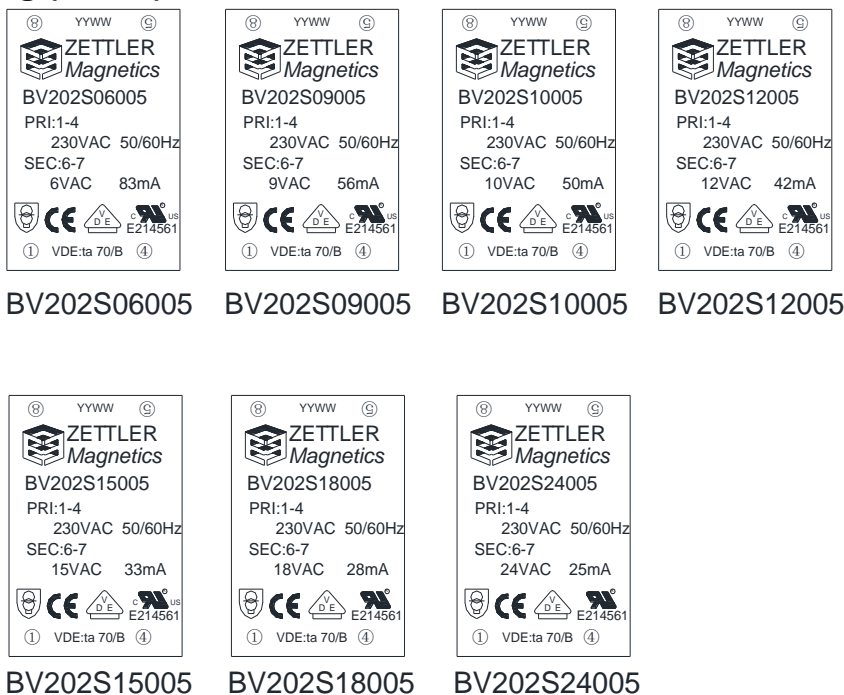 ⑧ YYWW ⑤
ZETTLER
Magnetics
BV202S06005
PRI:1-4
230VAC 50/60Hz
SEC:6-7
6VAC 83mA
V
D E
C US
E214561
① VDE:ta 70/B ④
BV202S06005
⑧ YYWW ⑤
ZETTLER
Magnetics
BV202S09005
PRI:1-4
230VAC 50/60Hz
SEC:6-7
9VAC 56mA
V
D E
C US
E214561
① VDE:ta 70/B ④
BV202S09005
⑧ YYWW ⑤
ZETTLER
Magnetics
BV202S10005
PRI:1-4
230VAC 50/60Hz
SEC:6-7
10VAC 50mA
V
D E
C US
E214561
① VDE:ta 70/B ④
BV202S10005
⑧ YYWW ⑤
ZETTLER
Magnetics
BV202S12005
PRI:1-4
230VAC 50/60Hz
SEC:6-7
12VAC 42mA
V
D E
C US
E214561
① VDE:ta 70/B ④
BV202S12005
⑧ YYWW ⑤
ZETTLER
Magnetics
BV202S15005
PRI:1-4
230VAC 50/60Hz
SEC:6-7
15VAC 33mA
V
D E
C US
E214561
① VDE:ta 70/B ④
BV202S15005
⑧ YYWW ⑤
ZETTLER
Magnetics
BV202S18005
PRI:1-4
230VAC 50/60Hz
SEC:6-7
18VAC 28mA
V
D E
E214561
① VDE:ta 70/B ④
BV202S18005
⑧ YYWW ⑤
ZETTLER
Magnetics
BV202S24005
PRI:1-4
230VAC 50/60Hz
SEC:6-7
24VAC 25mA
V
D E
E214561
① VDE:ta 70/B ④
BV202S24005